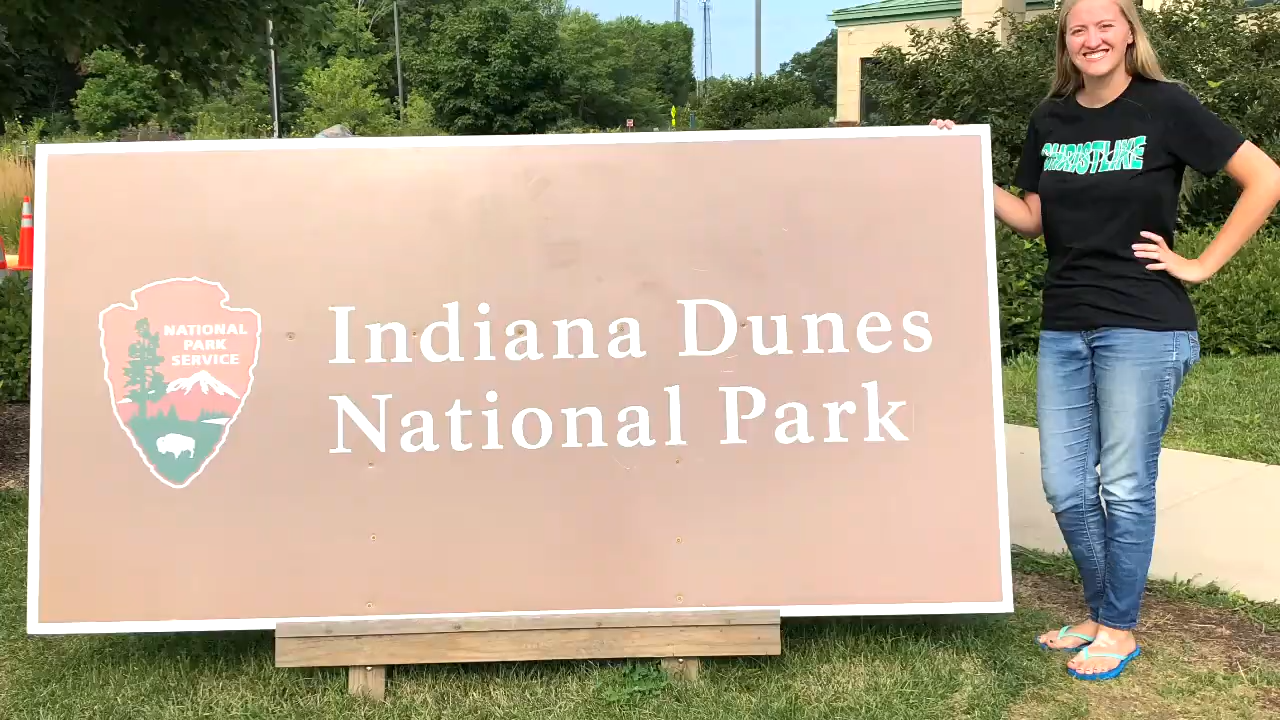 NATIONAL
PARK
SERVICE
Indiana Dunes
National Park
CHRISTLIKE